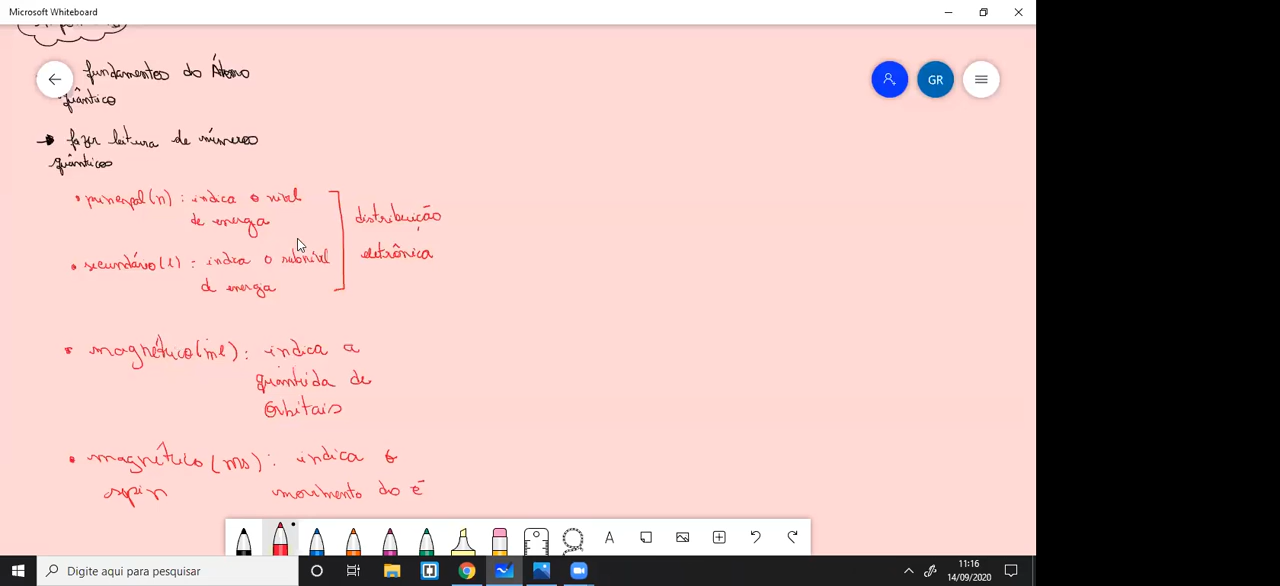 Microsoft Whiteboard
fundamentos do Átomo
quântico
GR
→ fazer leitura de números
quânticos
• principal (n) : indica o nível
de energia
distribuição
eletrônica
• secundário (l) : indica o subnível
de energia
• magnético (ml) : indica a
quantida de
orbitais
• magnético (ms) : indica o
spin movimento do e⁻
A
Digite aqui para pesquisar
11:16
14/09/2020